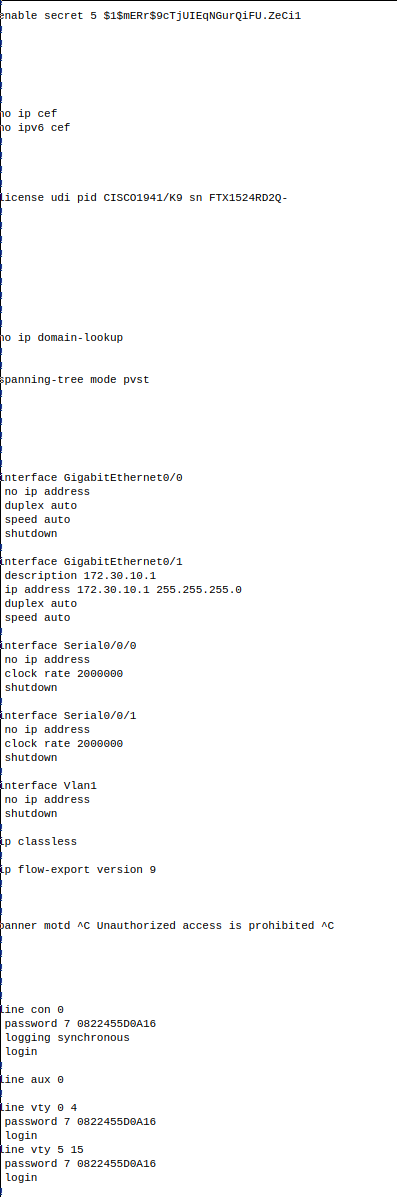 enable secret 5 $1$mERr$9cTjUIEqNGurQiFU.ZeCi1
!
!
!
!
!
!
no ip cef
no ipv6 cef
!
!
!
!
license udi pid CISCO1941/K9 sn FTX1524RD2Q-
!
!
!
!
!
!
!
!
!
no ip domain-lookup
!
!
spanning-tree mode pvst
!
!
!
!
!
!
interface GigabitEthernet0/0
 no ip address
 duplex auto
 speed auto
 shutdown
!
interface GigabitEthernet0/1
 description 172.30.10.1
 ip address 172.30.10.1 255.255.255.0
 duplex auto
 speed auto
!
interface Serial0/0/0
 no ip address
 clock rate 2000000
 shutdown
!
interface Serial0/0/1
 no ip address
 clock rate 2000000
 shutdown
!
interface Vlan1
 no ip address
 shutdown
!
ip classless
!
ip flow-export version 9
!
!
!
banner motd ^C Unauthorized access is prohibited ^C
!
!
!
!
!
line con 0
 password 7 0822455D0A16
 logging synchronous
 login
!
line aux 0
!
line vty 0 4
 password 7 0822455D0A16
 login
line vty 5 15
 password 7 0822455D0A16
 login
!